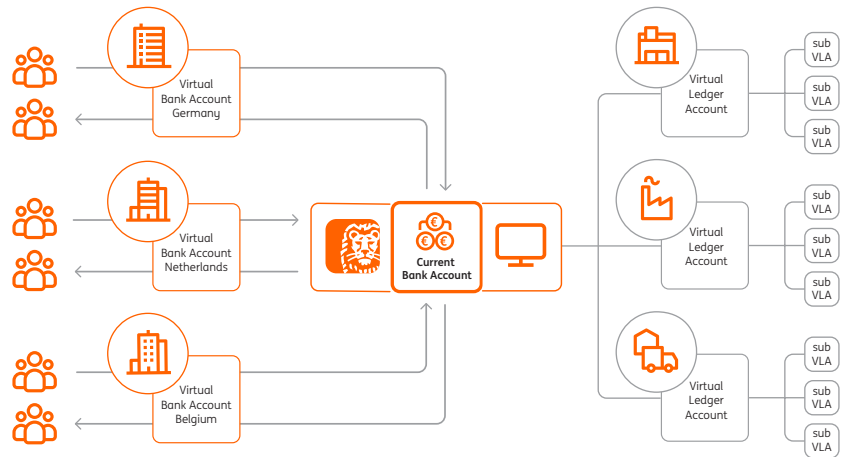 Virtual
Bank Account
Germany
Virtual
Bank Account
Netherlands
Virtual
Bank Account
Belgium
€
€ €
Current
Bank Account
Virtual
Ledger
Account
sub
VLA
sub
VLA
sub
VLA
Virtual
Ledger
Account
sub
VLA
sub
VLA
sub
VLA
Virtual
Ledger
Account
sub
VLA
sub
VLA
sub
VLA